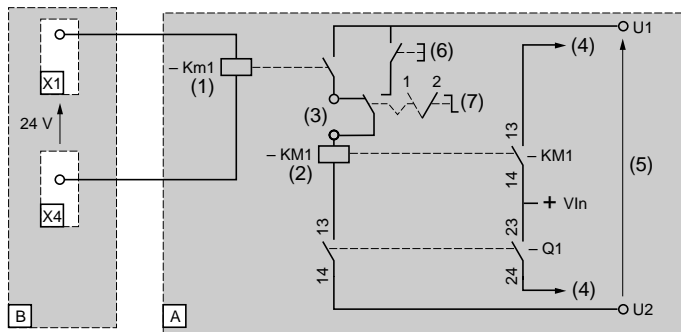 X1
24 V
X4
B
– Km1
(1)
(6)
(4)
U1
1
2
(7)
(3)
13
– KM1
(2)
– KM1
14
(5)
+ VIn
13
23
– Q1
14
24
(4)
A
U2